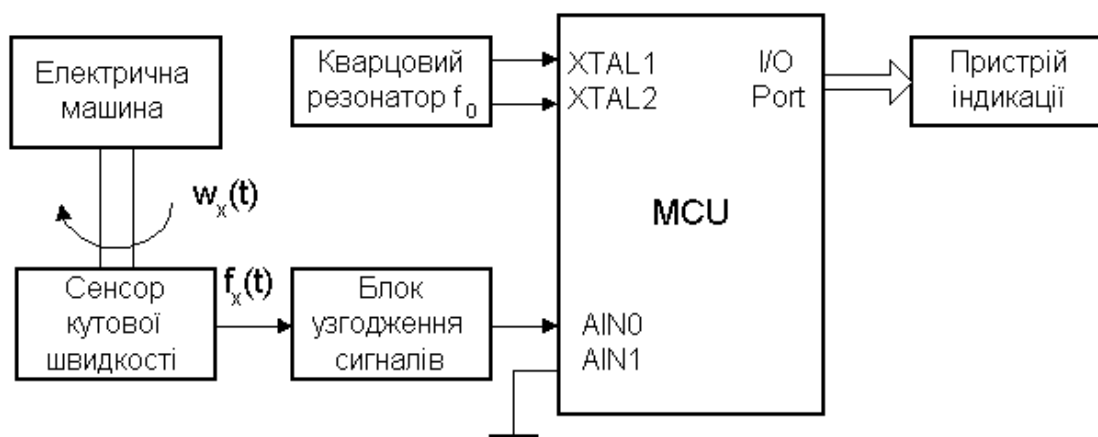 Електрична
машина
Кварцовий
резонатор f₀
XTAL1
XTAL2
I/O
Port
MCU
Пристрій
індикації
wₓ(t)
Сенсор
кутової
швидкості
fₓ(t)
Блок
узгодження
сигналів
AIN0
AIN1